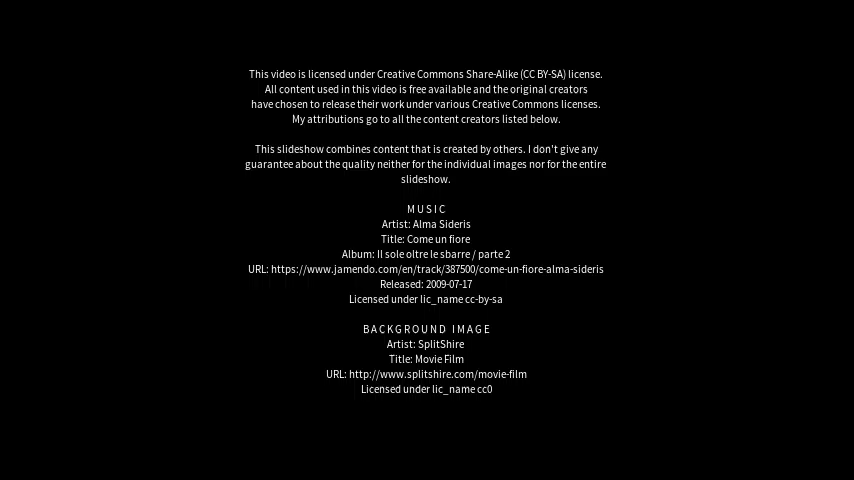 This video is licensed under Creative Commons Share-Alike (CC BY-SA) license.
All content used in this video is free available and the original creators
have chosen to release their work under various Creative Commons licenses.
My attributions go to all the content creators listed below.
This slideshow combines content that is created by others. I don't give any
guarantee about the quality neither for the individual images nor for the entire
slideshow.
MUSIC
Artist: Alma Sideris
Title: Come un fiore
Album: Il sole oltre le sbarre / parte 2
URL: https://www.jamendo.com/en/track/387500/come-un-fiore-alma-sideris
Released: 2009-07-17
Licensed under lic_name cc-by-sa
BACKGROUND IMAGE
Artist: SplitShire
Title: Movie Film
URL: http://www.splitshire.com/movie-film
Licensed under lic_name cc0